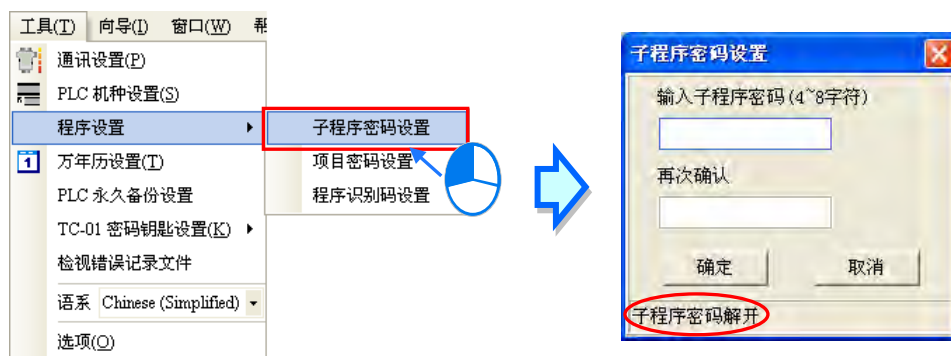 工具(T) 向导(I) 窗口(W)
通讯设置(P)
PLC 机种设置(S)
程序设置
万年历设置(T)
PLC 永久备份设置
TC-01 密码钥匙设置(K)
检视错误记录文件
语系 Chinese (Simplified)
选项(O)
子程序密码设置
项目密码设置
程序识别码设置
子程序密码设置
输入子程序密码(4~8字符)
再次确认
确定 取消
子程序密码解开